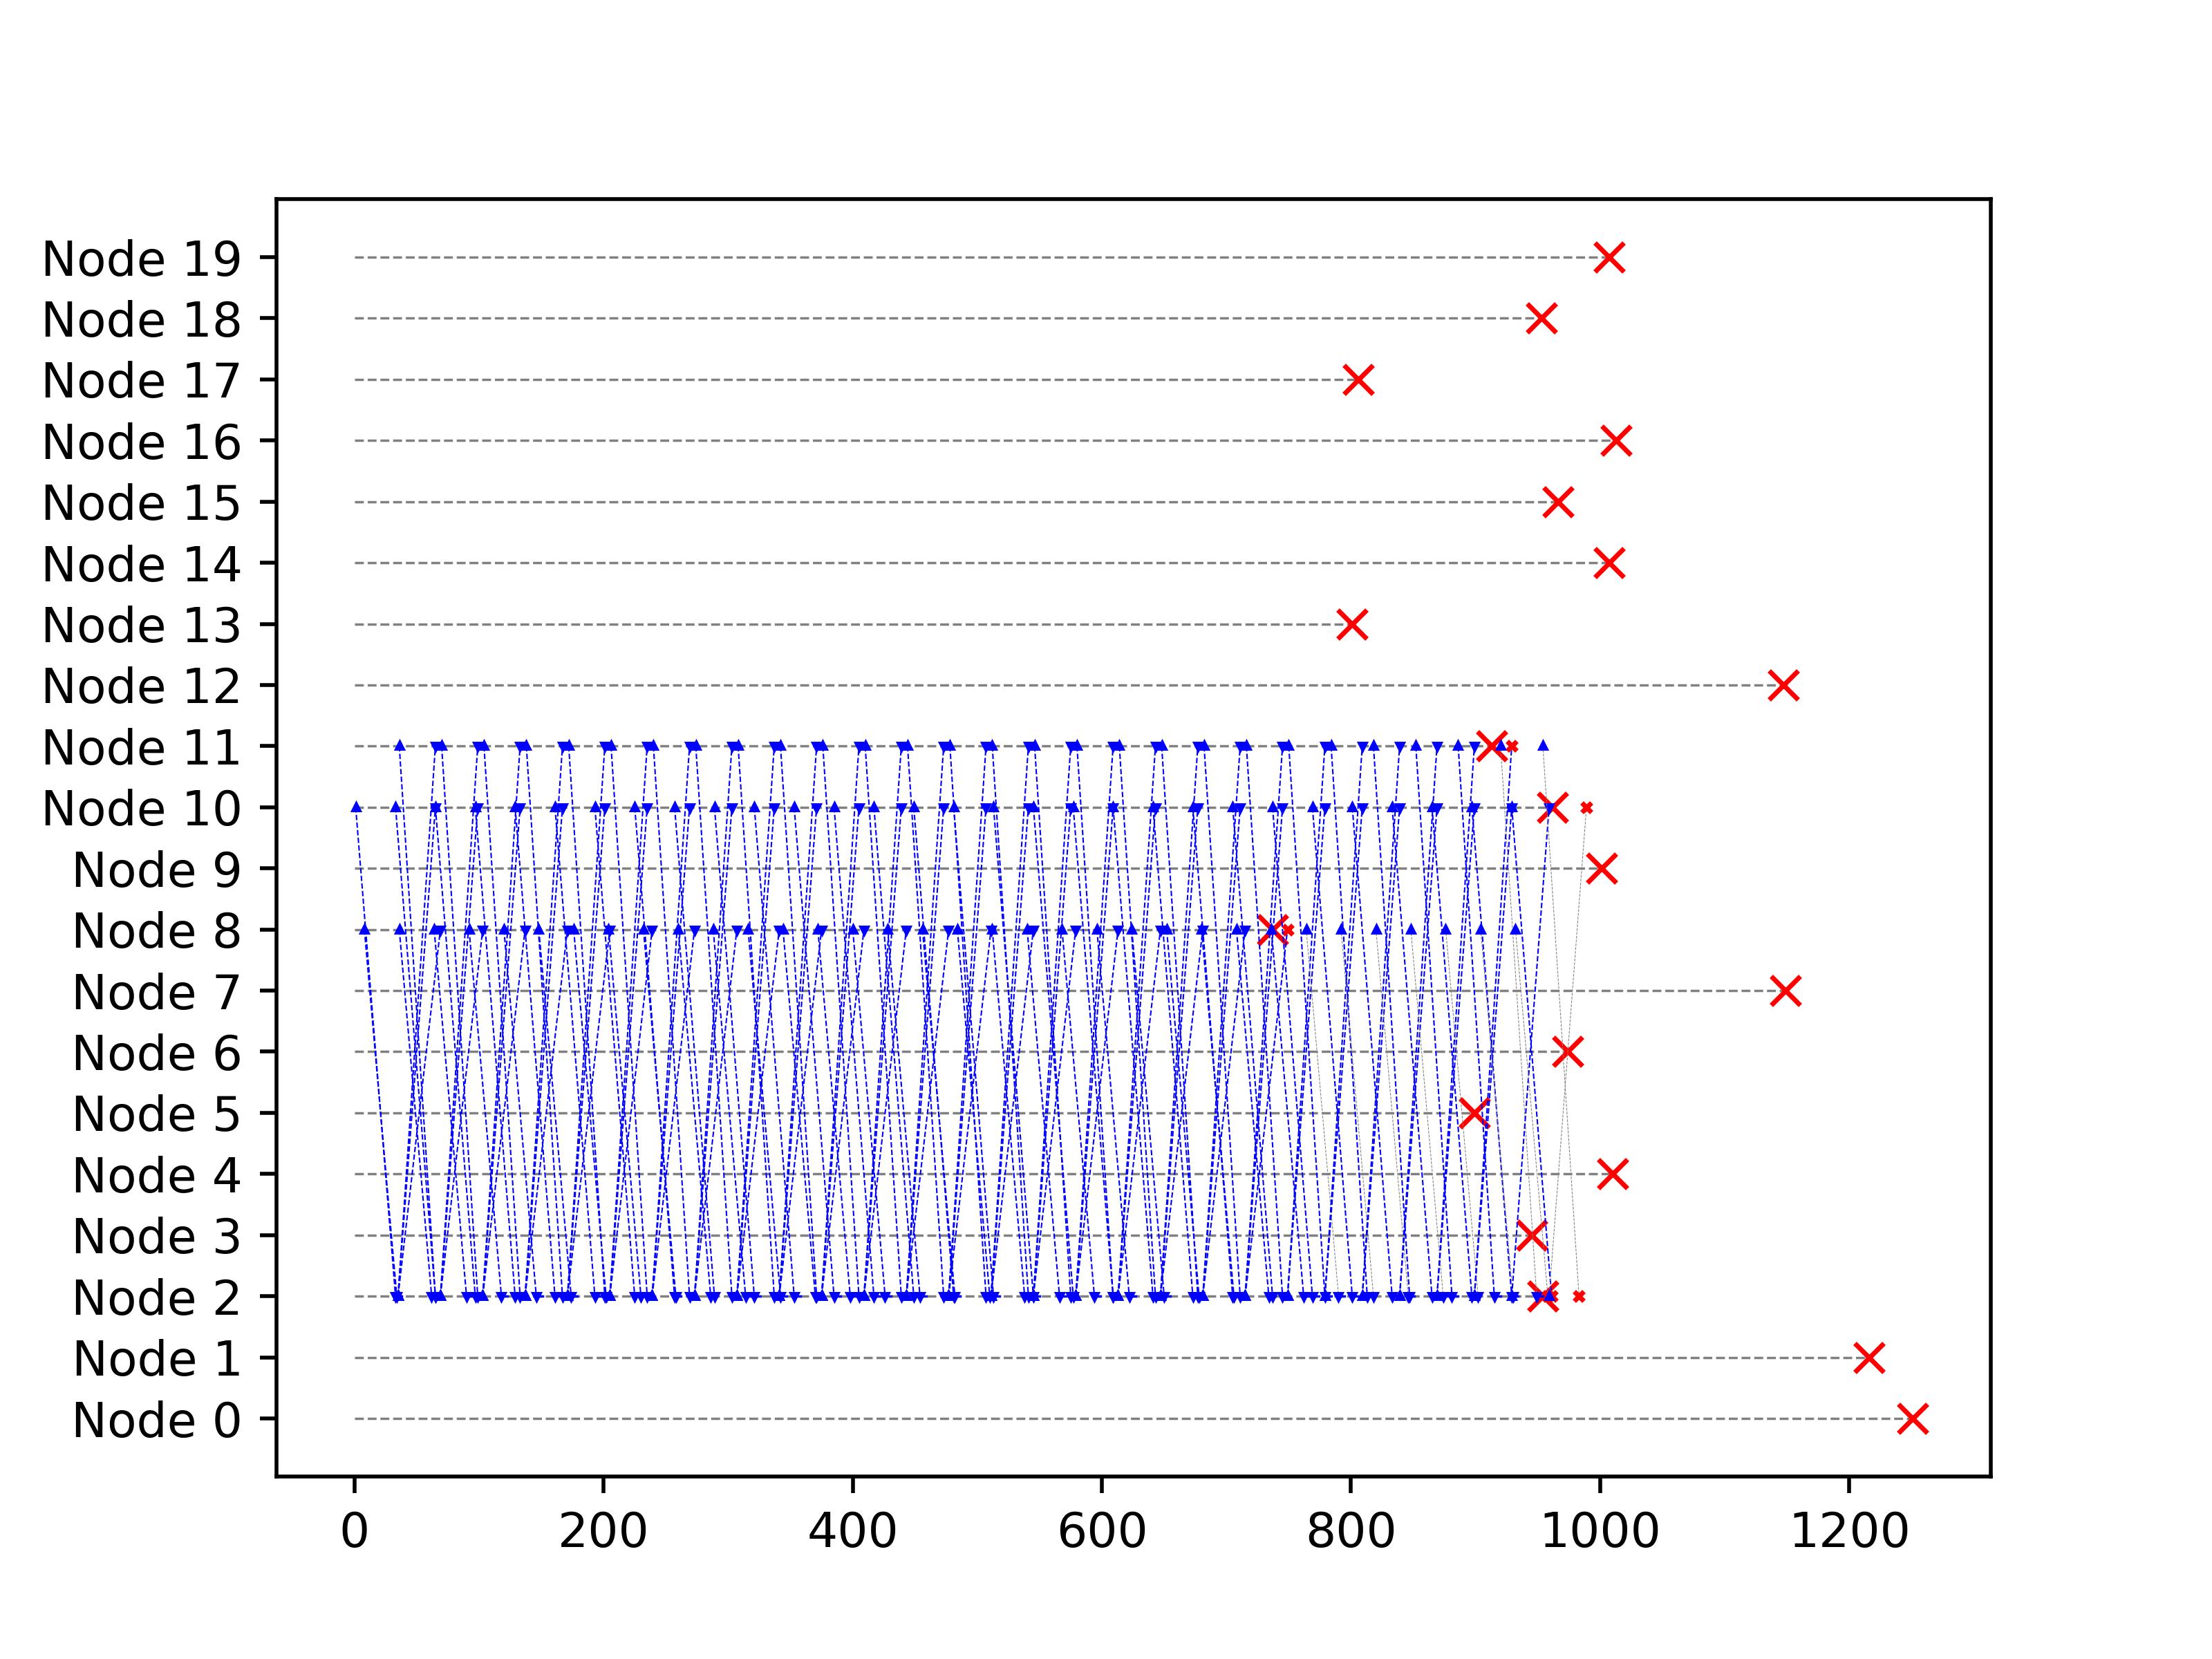 Node 19
Node 18
Node 17
Node 16
Node 15
Node 14
Node 13
Node 12
Node 11
Node 10
Node 9
Node 8
Node 7
Node 6
Node 5
Node 4
Node 3
Node 2
Node 1
Node 0
0 200 400 600 800 1000 1200